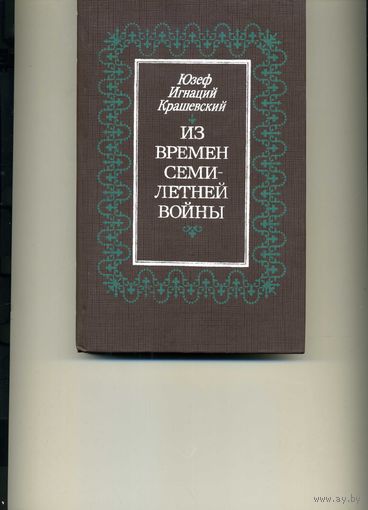 Юзеф
Игнаций
Крашевский
ИЗ
ВРЕМЕН
СЕМИ-
ЛЕТНЕЙ
ВОЙНЫ
www.ay.by